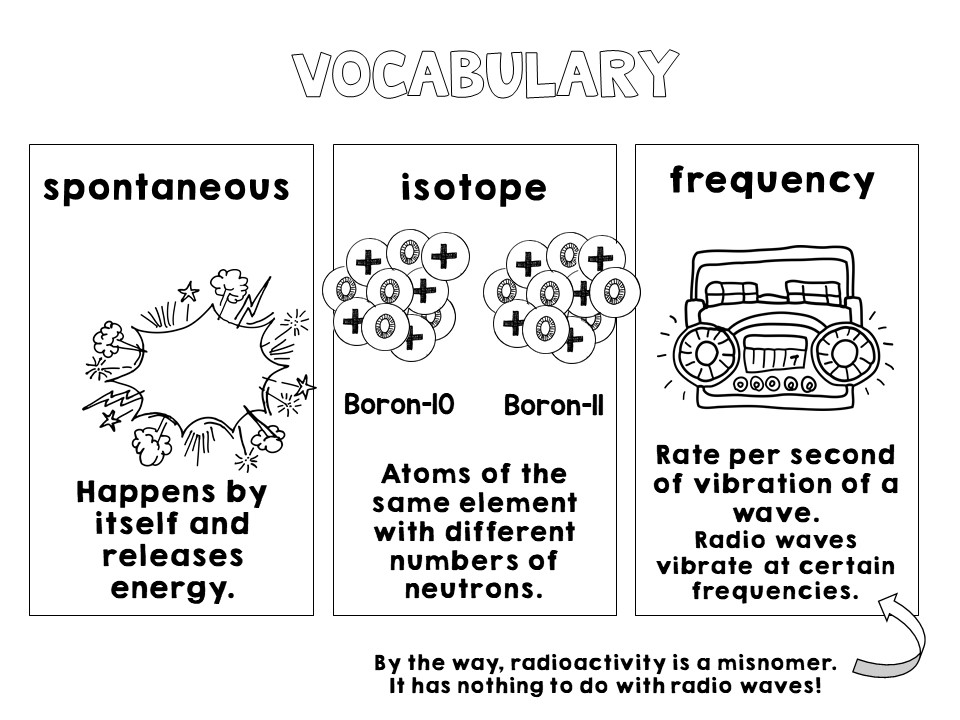 VOCABULARY
spontaneous
Happens by
itself and
releases
energy.
isotope
Boron-10 Boron-11
Atoms of the
same element
with different
numbers of
neutrons.
frequency
Rate per second
of vibration of a
wave.
Radio waves
vibrate at certain
frequencies.
By the way, radioactivity is a misnomer.
It has nothing to do with radio waves!